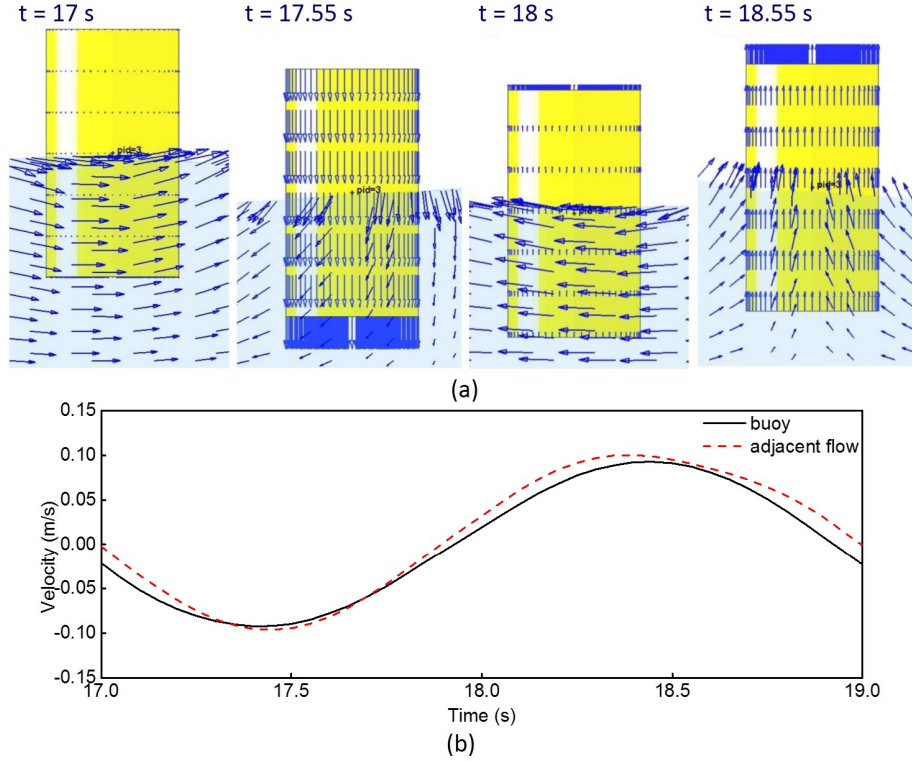 t = 17 s
t = 17.55 s
t = 18 s
t = 18.55 s
pid=3
pid=3
pid=3
(a)
0.15
0.10
0.05
0.00
-0.05
-0.10
-0.15
Velocity (m/s)
buoy
adjacent flow
17.0
17.5
18.0
18.5
19.0
Time (s)
(b)